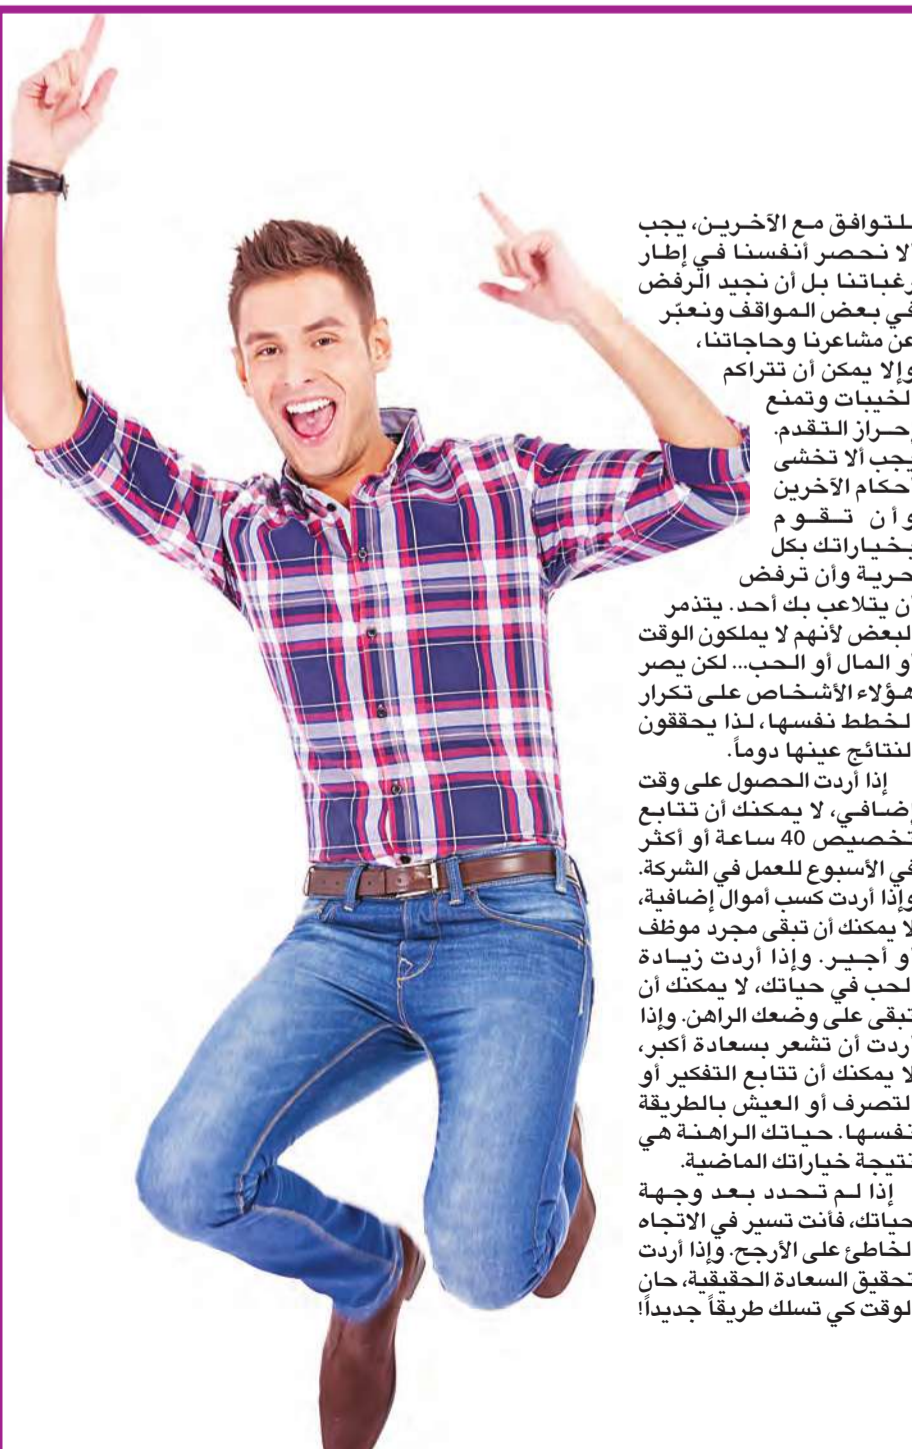 للتوافق مع الآخرين، يجب
ألا نحصر أنفسنا في إطار
رغباتنا بل أن نجيد الرفض
في بعض المواقف ونعبّر
عن مشاعرنا وحاجاتنا،
وإلا يمكن أن تتراكم
لخيبات وتمنع
إحراز التقدم.
يجب ألا تخشى
أحكام الآخرين
وأن تقوم
بخياراتك بكل
حرية وأن ترفض
أن يتلاعب بك أحد. يتذمر
لبعض لأنهم لا يملكون الوقت
أو المال أو الحب... لكن يصر
هؤلاء الأشخاص على تكرار
لخطط نفسها، لذا يحققون
لنتائج عينها دوماً.
إذا أردت الحصول على وقت
إضافي، لا يمكنك أن تتابع
تخصيص 40 ساعة أو أكثر
في الأسبوع للعمل في الشركة.
وإذا أردت كسب أموال إضافية،
لا يمكنك أن تبقى مجرد موظف
أو أجير. وإذا أردت زيادة
لحب في حياتك، لا يمكنك أن
تبقى على وضعك الراهن. وإذا
أردت أن تشعر بسعادة أكبر،
لا يمكنك أن تتابع التفكير أو
لتصرف أو العيش بالطريقة
نفسها. حياتك الراهنة هي
نتيجة خياراتك الماضية.
إذا لم تحدد بعد وجهة
حياتك، فأنت تسير في الاتجاه
لخاطئ على الأرجح. وإذا أردت
تحقيق السعادة الحقيقية، حان
لوقت كي تسلك طريقاً جديداً!